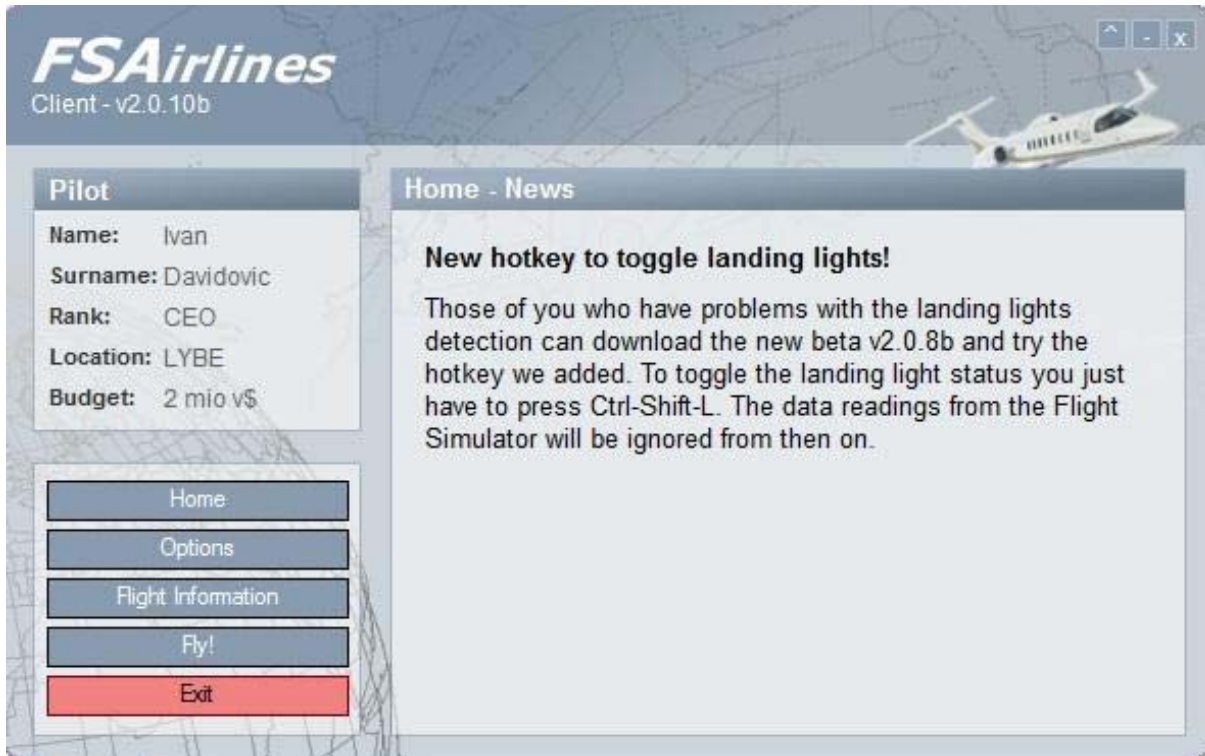 FSAirlines
Client - v2.0.10b
^ - x
Pilot
Name: Ivan
Surname: Davidovic
Rank: CEO
Location: LYBE
Budget: 2 mio v$
Home
Options
Flight Information
Fly!
Exit
Home - News
New hotkey to toggle landing lights!
Those of you who have problems with the landing lights
detection can download the new beta v2.0.8b and try the
hotkey we added. To toggle the landing light status you just
have to press Ctrl-Shift-L. The data readings from the Flight
Simulator will be ignored from then on.